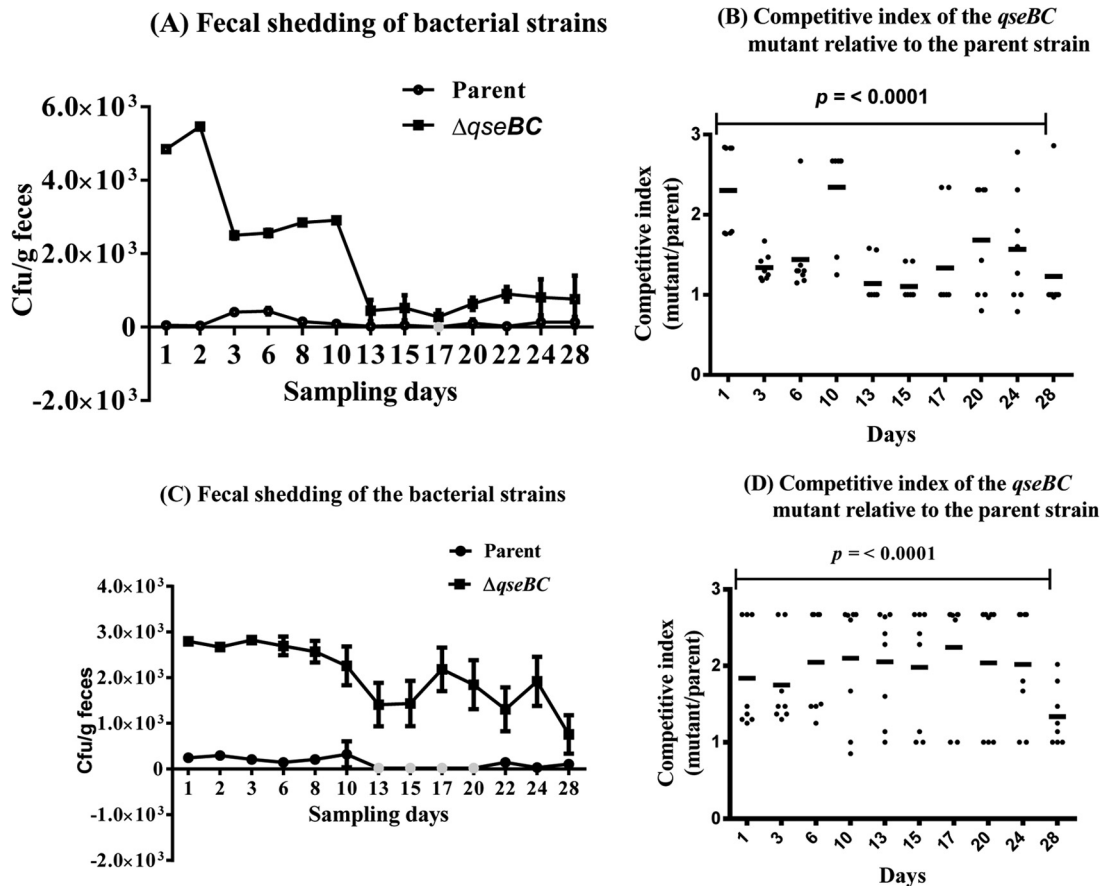 (A) Fecal shedding of bacterial strains
Parent
ΔqseBC
Cfu/g feces
6.0×10³
4.0×10³
2.0×10³
0
-2.0×10³
1 2 3 6 8 10 13 15 17 20 22 24 28
Sampling days
(B) Competitive index of the qseBC
mutant relative to the parent strain
p = < 0.0001
Competitive index
(mutant/parent)
3
2
1
0
1 3 6 10 13 15 17 20 24 28
Days
(C) Fecal shedding of the bacterial strains
Parent
ΔqseBC
Cfu/g feces
4.0×10³
3.0×10³
2.0×10³
1.0×10³
0
-1.0×10³
-2.0×10³
1 2 3 6 8 10 13 15 17 20 22 24 28
Sampling days
(D) Competitive index of the qseBC
mutant relative to the parent strain
p = < 0.0001
Competitive index
(mutant/parent)
3
2
1
0
1 3 6 10 13 15 17 20 24 28
Days